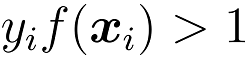 $y_i f(\boldsymbol{x}_i) > 1$